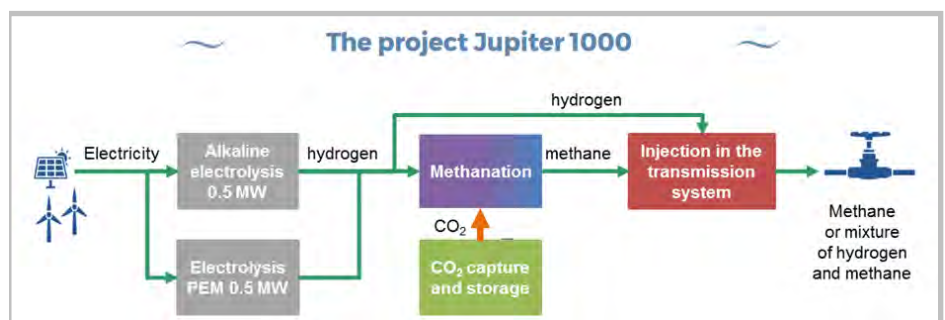 The project Jupiter 1000
hydrogen
Electricity
Alkaline
electrolysis
0.5 MW
hydrogen
Methanation
methane
Injection in the
transmission
system
CO₂
Electrolysis
PEM 0.5 MW
CO₂ capture
and storage
Methane
or mixture
of hydrogen
and methane